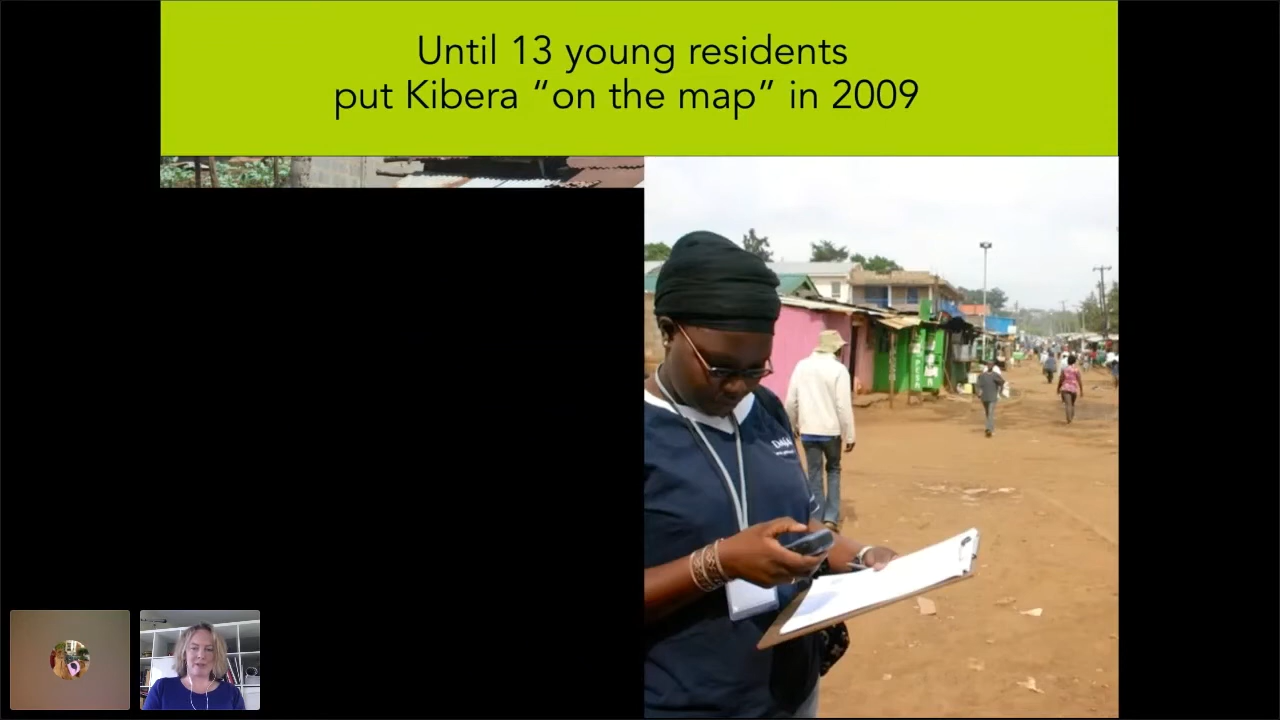 Until 13 young residents
put Kibera “on the map” in 2009